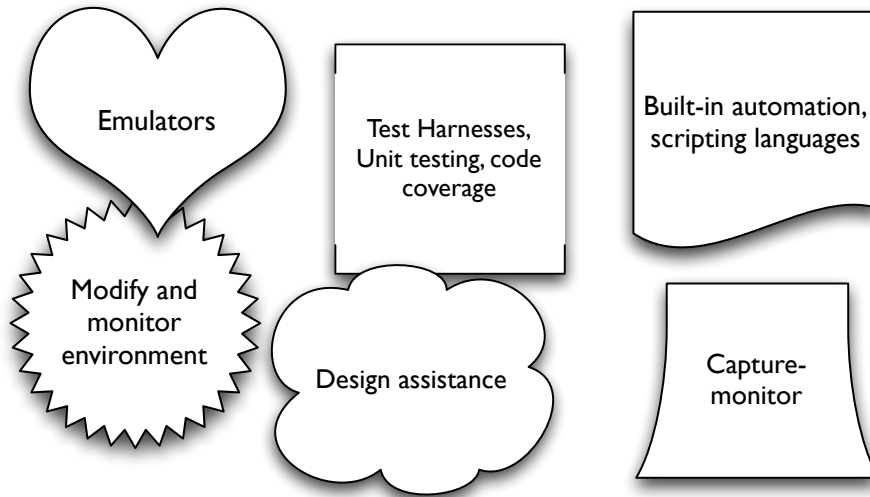 Emulators
Test Harnesses,
Unit testing, code
coverage
Built-in automation,
scripting languages
Modify and
monitor
environment
Design assistance
Capture-
monitor